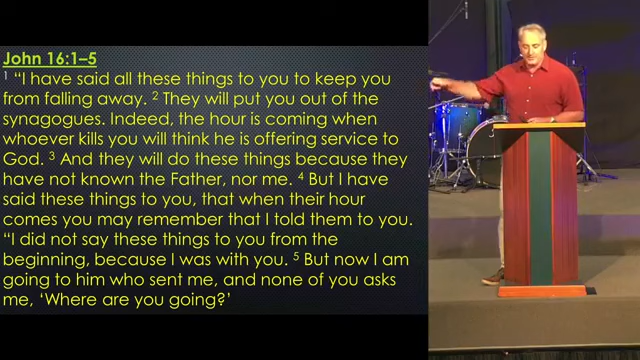 John 16:1–5
1 “I have said all these things to you to keep you
from falling away. 2 They will put you out of the
synagogues. Indeed, the hour is coming when
whoever kills you will think he is offering service to
God. 3 And they will do these things because they
have not known the Father, nor me. 4 But I have
said these things to you, that when their hour
comes you may remember that I told them to you.
“I did not say these things to you from the
beginning, because I was with you. 5 But now I am
going to him who sent me, and none of you asks
me, ‘Where are you going?’